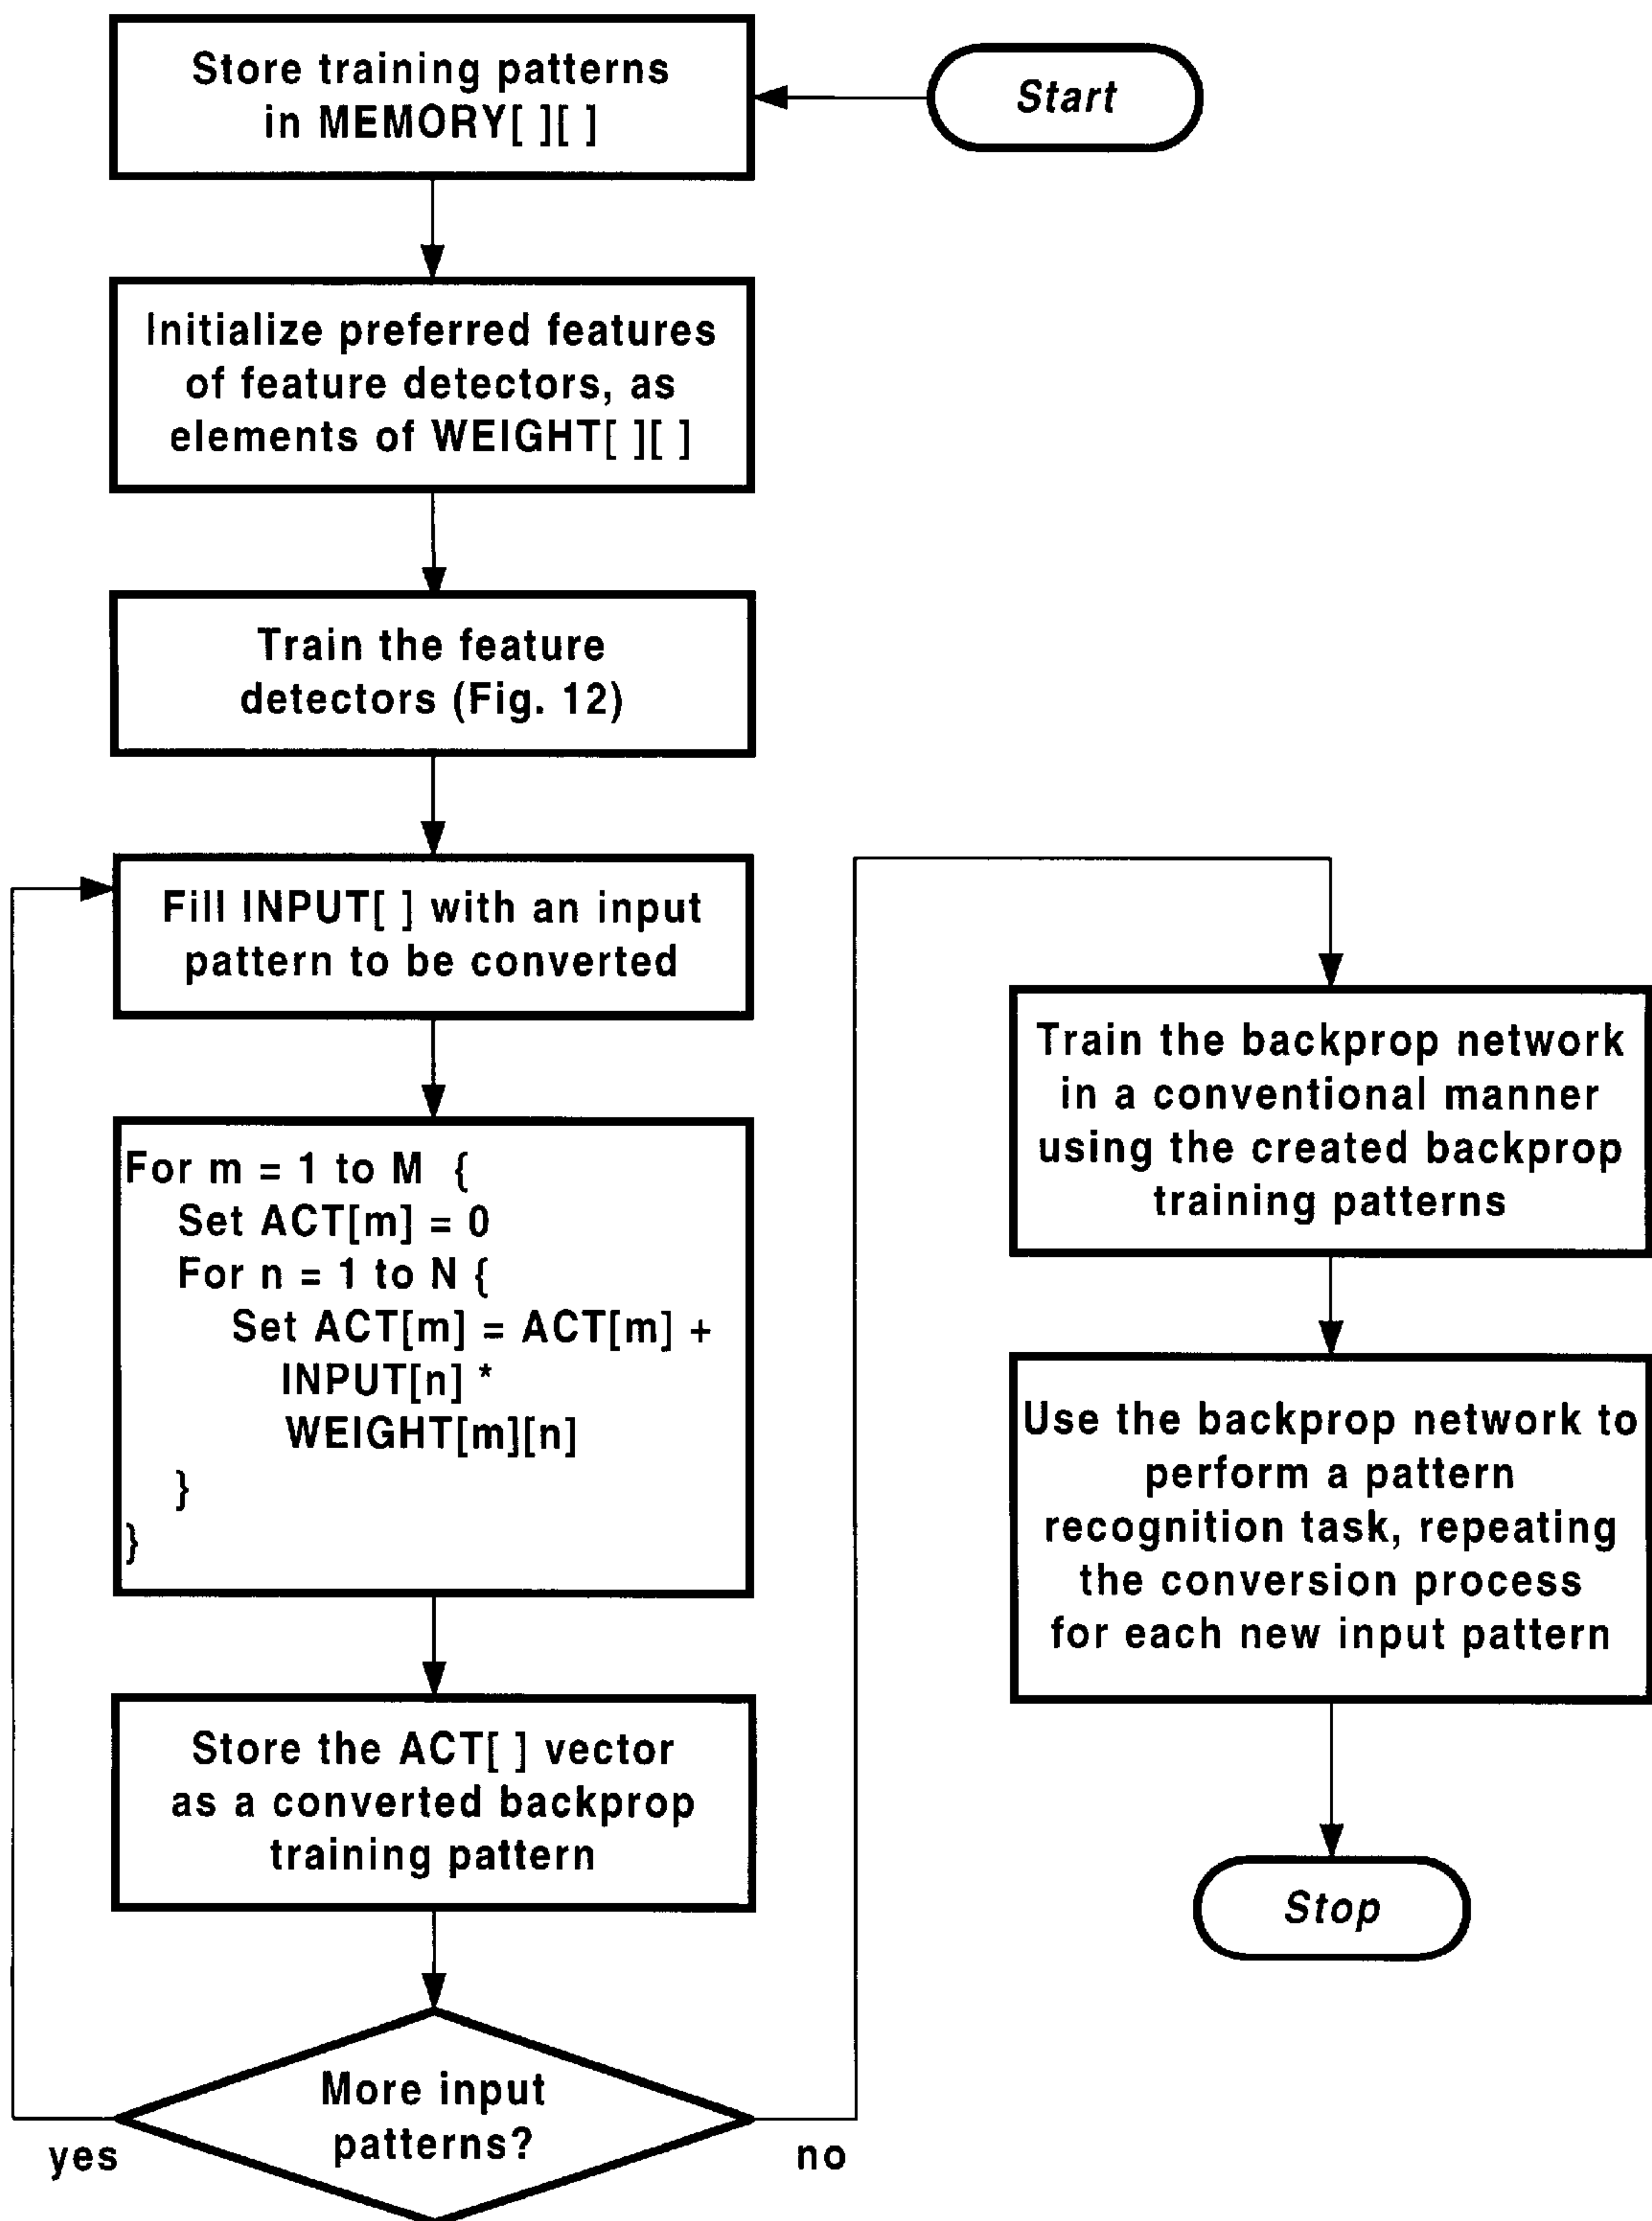 Start
Store training patterns
in MEMORY[ ][ ]
Initialize preferred features
of feature detectors, as
elements of WEIGHT[ ][ ]
Train the feature
detectors (Fig. 12)
Fill INPUT[ ] with an input
pattern to be converted
For m = 1 to M {
Set ACT[m] = 0
For n = 1 to N {
Set ACT[m] = ACT[m] +
INPUT[n] *
WEIGHT[m][n]
}
}
Store the ACT[ ] vector
as a converted backprop
training pattern
More input
patterns?
yes
no
Train the backprop network
in a conventional manner
using the created backprop
training patterns
Use the backprop network to
perform a pattern
recognition task, repeating
the conversion process
for each new input pattern
Stop